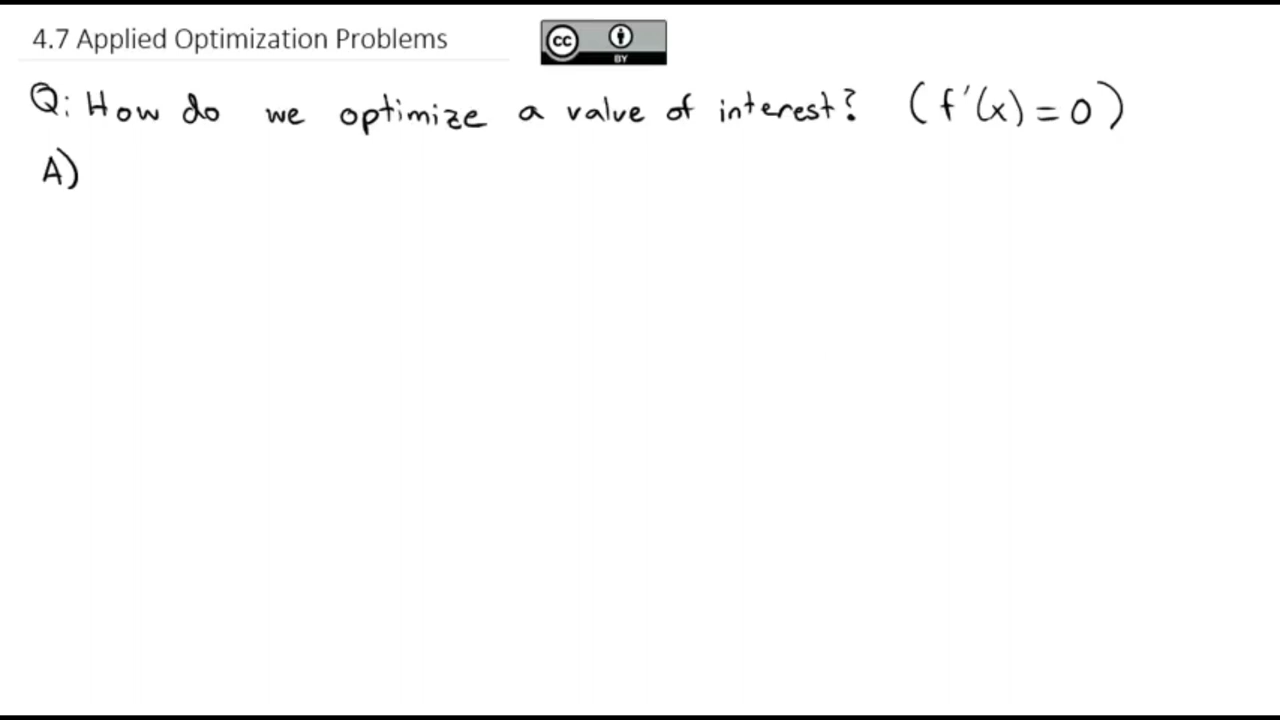 4.7 Applied Optimization Problems
cc BY
Q: How do we optimize a value of interest? (f'(x) = 0)
A)